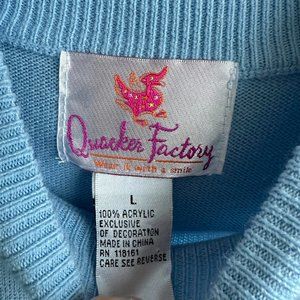 Quacker Factory
Wear it with a smile
L
100% ACRYLIC
EXCLUSIVE
OF DECORATION
MADE IN CHINA
RN 118161
CARE SEE REVERSE